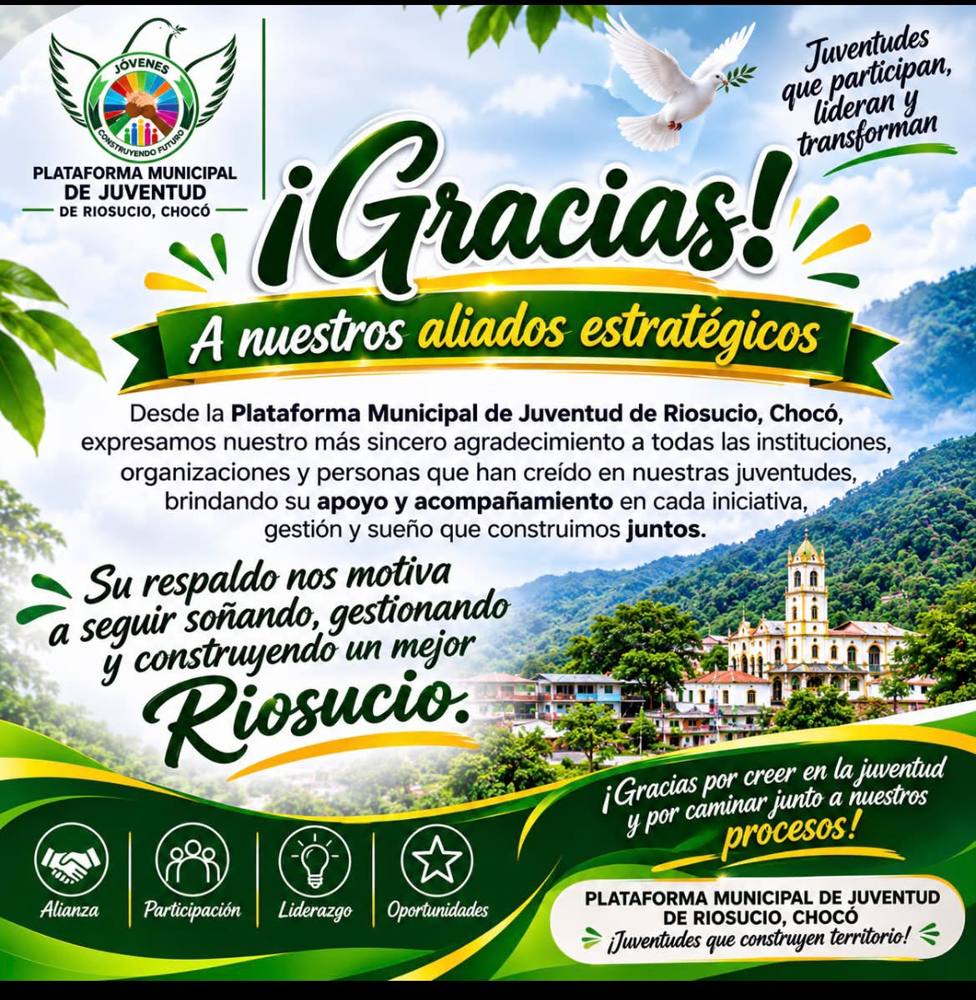 JÓVENES
CONSTRUYENDO FUTURO
PLATAFORMA MUNICIPAL
DE JUVENTUD
DE RIOSUCIO, CHOCÓ
Juventudes
que participan,
lideran y
transforman
¡Gracias!
A nuestros aliados estratégicos
Desde la Plataforma Municipal de Juventud de Riosucio, Chocó,
expresamos nuestro más sincero agradecimiento a todas las instituciones,
organizaciones y personas que han creído en nuestras juventudes,
brindando su apoyo y acompañamiento en cada iniciativa,
gestión y sueño que construimos juntos.
Su respaldo nos motiva
a seguir soñando, gestionando
y construyendo un mejor
Riosucio.
¡Gracias por creer en la juventud
y por caminar junto a nuestros
procesos!
Alianza
Participación
Liderazgo
Oportunidades
PLATAFORMA MUNICIPAL DE JUVENTUD
DE RIOSUCIO, CHOCÓ
¡Juventudes que construyen territorio!